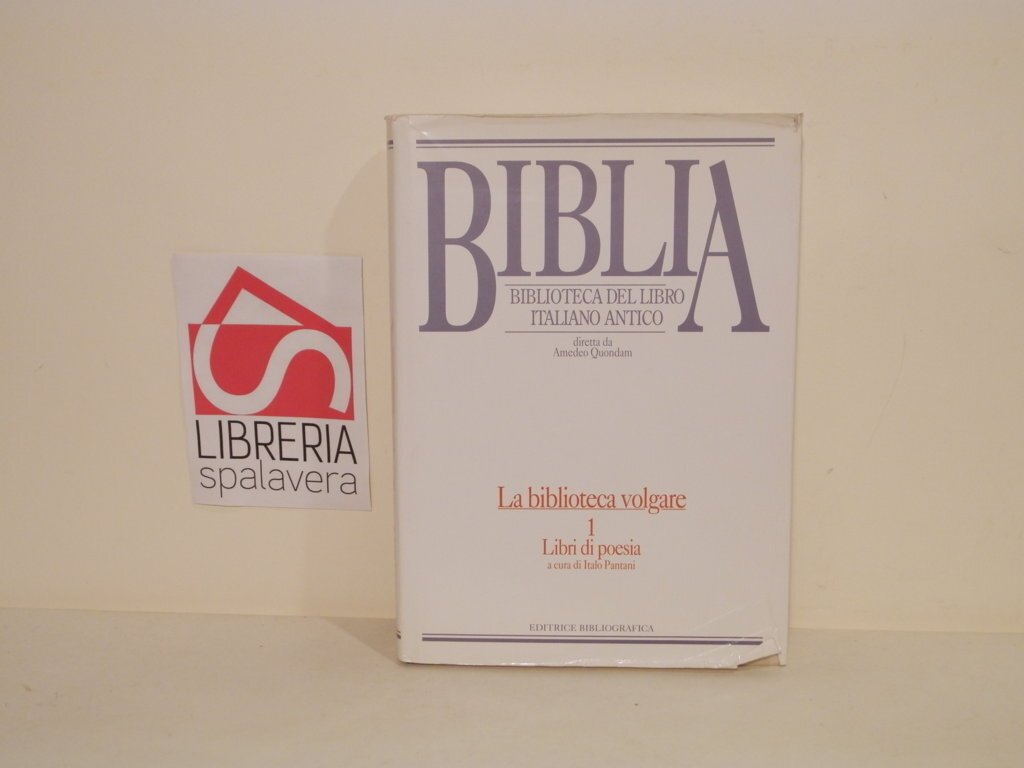 BIBLIA
BIBLIOTECA DEL LIBRO
ITALIANO ANTICO
diretta da
Amedeo Quondam
La biblioteca volgare
1
Libri di poesia
a cura di Italo Pantani
EDITRICE BIBLIOGRAFICA
S
LIBRERIA
spalavera